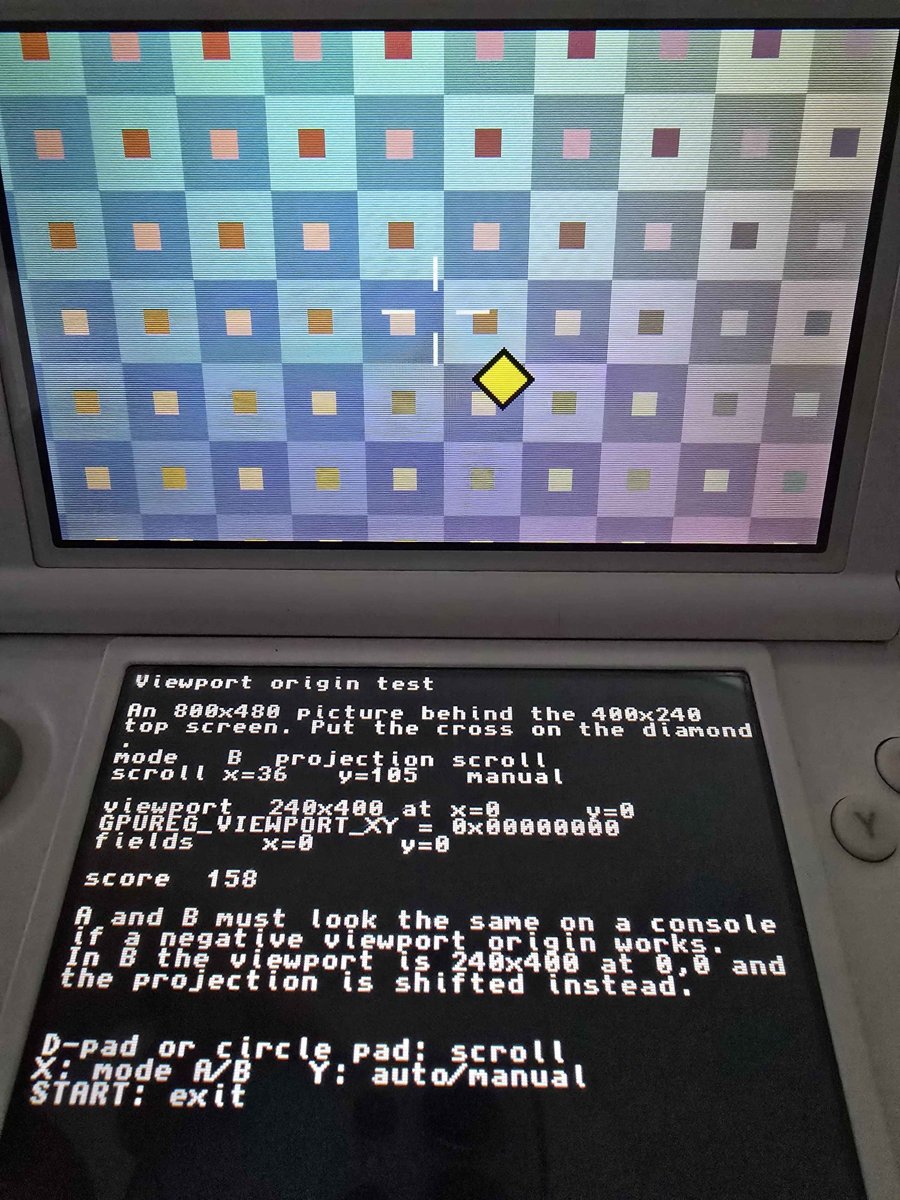 Viewport origin test
An 800x480 picture behind the 400x240
top screen. Put the cross on the diamond
.
mode   B  projection scroll
scroll x=36   y=105   manual
viewport  240x400 at x=0     y=0
GPUREG_VIEWPORT_XY = 0x00000000
fields    x=0      y=0
score  158
A and B must look the same on a console
if a negative viewport origin works.
In B the viewport is 240x400 at 0,0 and
the projection is shifted instead.
D-pad or circle pad: scroll
X: mode A/B   Y: auto/manual
START: exit
Y